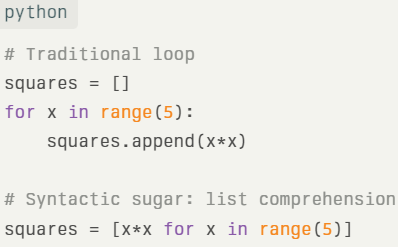 python
# Traditional loop
squares = []
for x in range(5):
    squares.append(x*x)
# Syntactic sugar: list comprehension
squares = [x*x for x in range(5)]